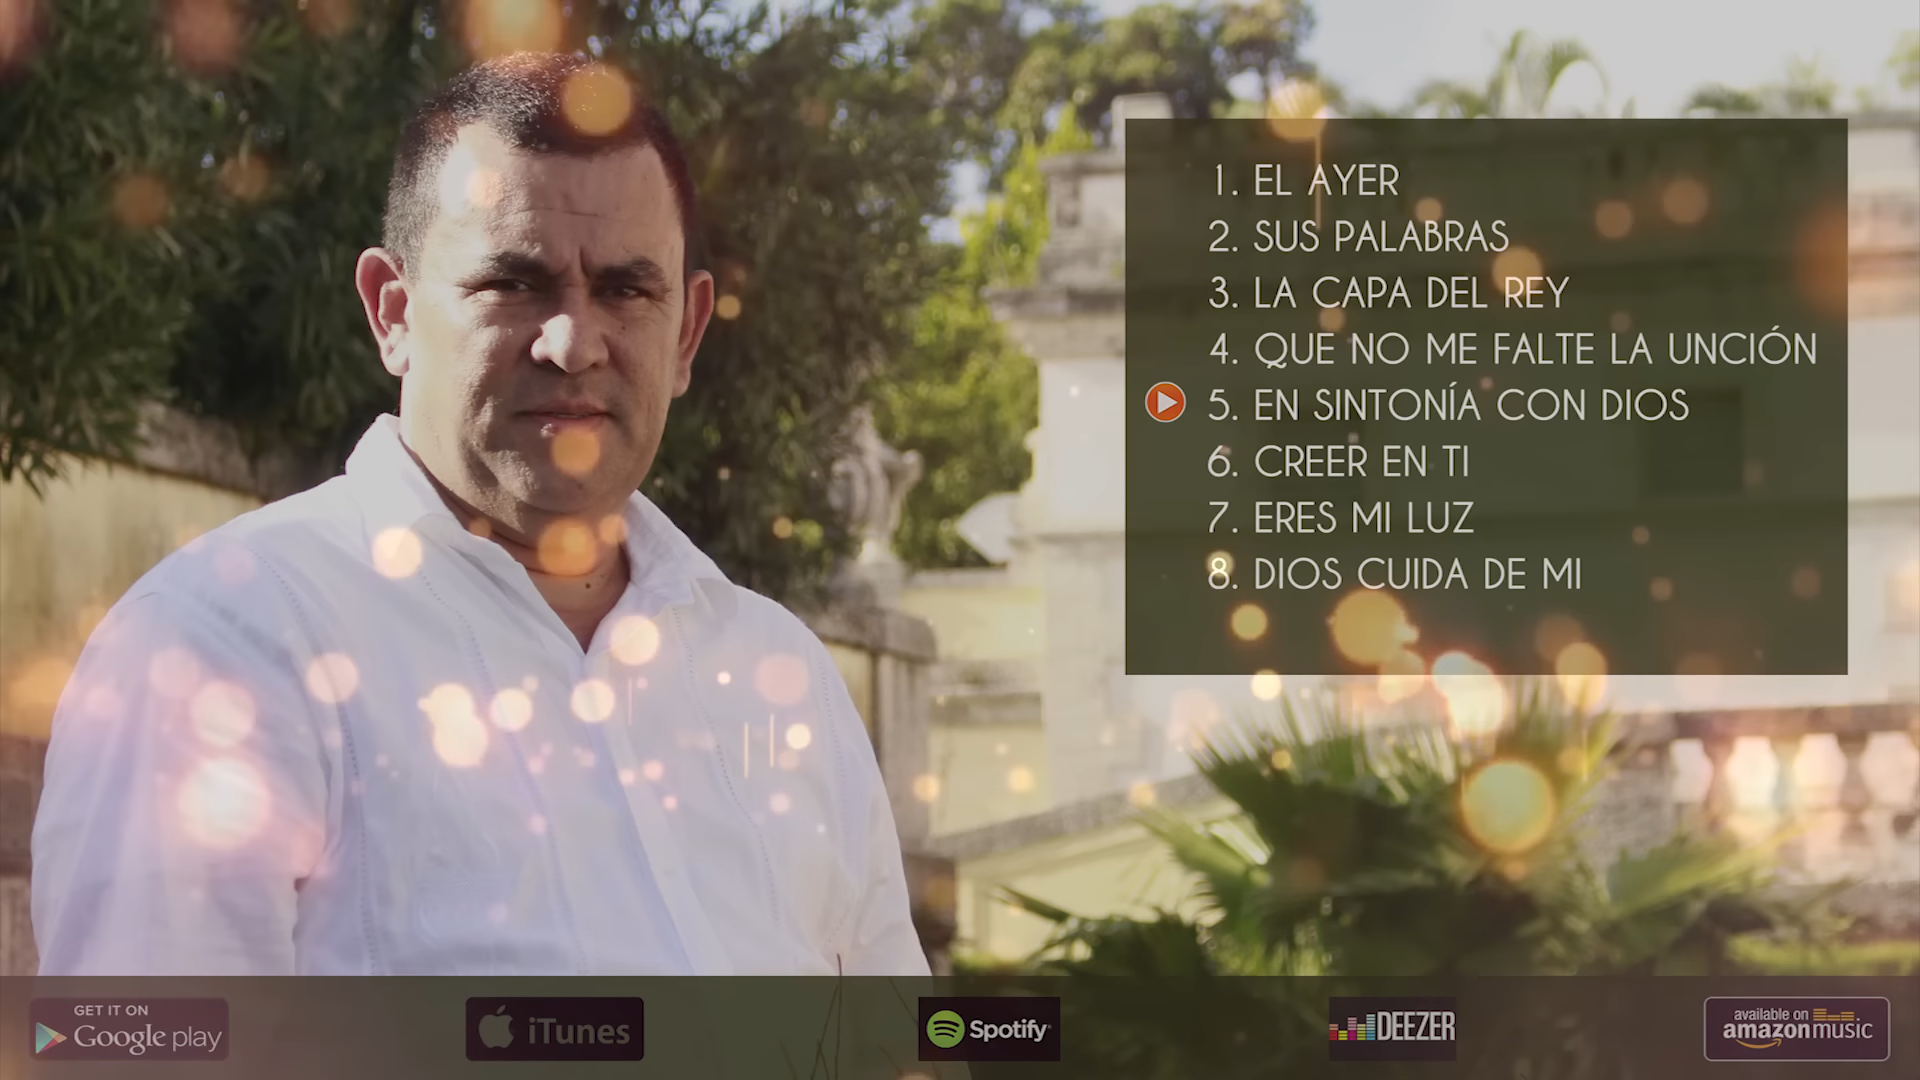 1. EL AYER
2. SUS PALABRAS
3. LA CAPA DEL REY
4. QUE NO ME FALTE LA UNCIÓN
5. EN SINTONÍA CON DIOS
6. CREER EN TI
7. ERES MI LUZ
8. DIOS CUIDA DE MI
GET IT ON
Google play
iTunes
Spotify
DEEZER
available on
amazon music